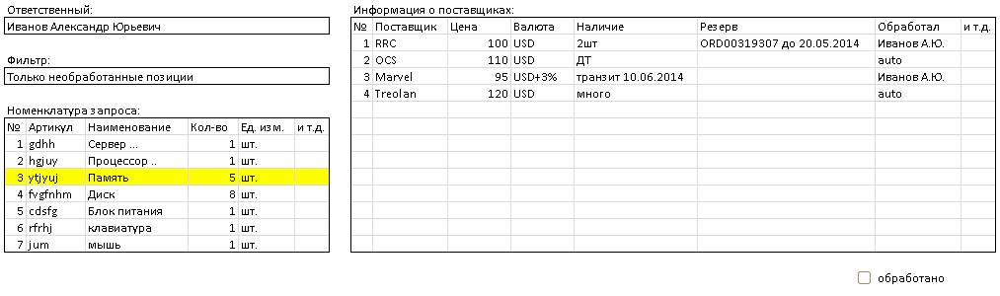 Ответственный:
Иванов Александр Юрьевич
Фильтр:
Только необработанные позиции
Номенклатура запроса:
№ Артикул Наименование Кол-во Ед. изм. и т.д.
1 gdhh Сервер ... 1 шт.
2 hgjuy Процессор .. 1 шт.
3 ytjyuj Память 5 шт.
4 fvgfnhm Диск 8 шт.
5 cdsfg Блок питания 1 шт.
6 rfrhj клавиатура 1 шт.
7 jum мышь 1 шт.
Информация о поставщиках:
№ Поставщик Цена Валюта Наличие Резерв Обработал и т.д.
1 RRC 100 USD 2шт ORD00319307 до 20.05.2014 Иванов А.Ю.
2 OCS 110 USD ДТ auto
3 Marvel 95 USD+3% транзит 10.06.2014 Иванов А.Ю.
4 Treolan 120 USD много auto
обработано